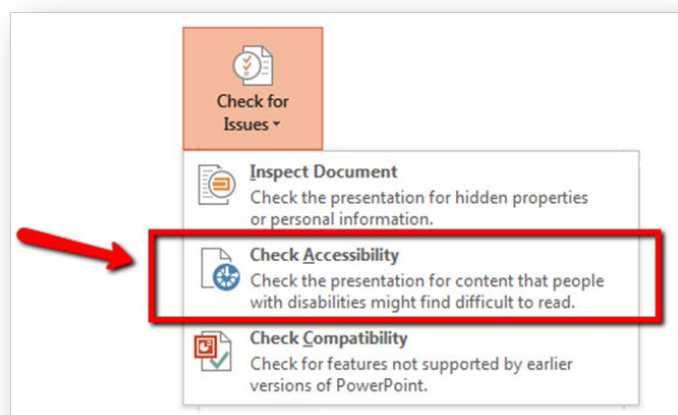 Check for
Issues
Inspect Document
Check the presentation for hidden properties
or personal information.
Check Accessibility
Check the presentation for content that people
with disabilities might find difficult to read.
Check Compatibility
Check for features not supported by earlier
versions of PowerPoint.